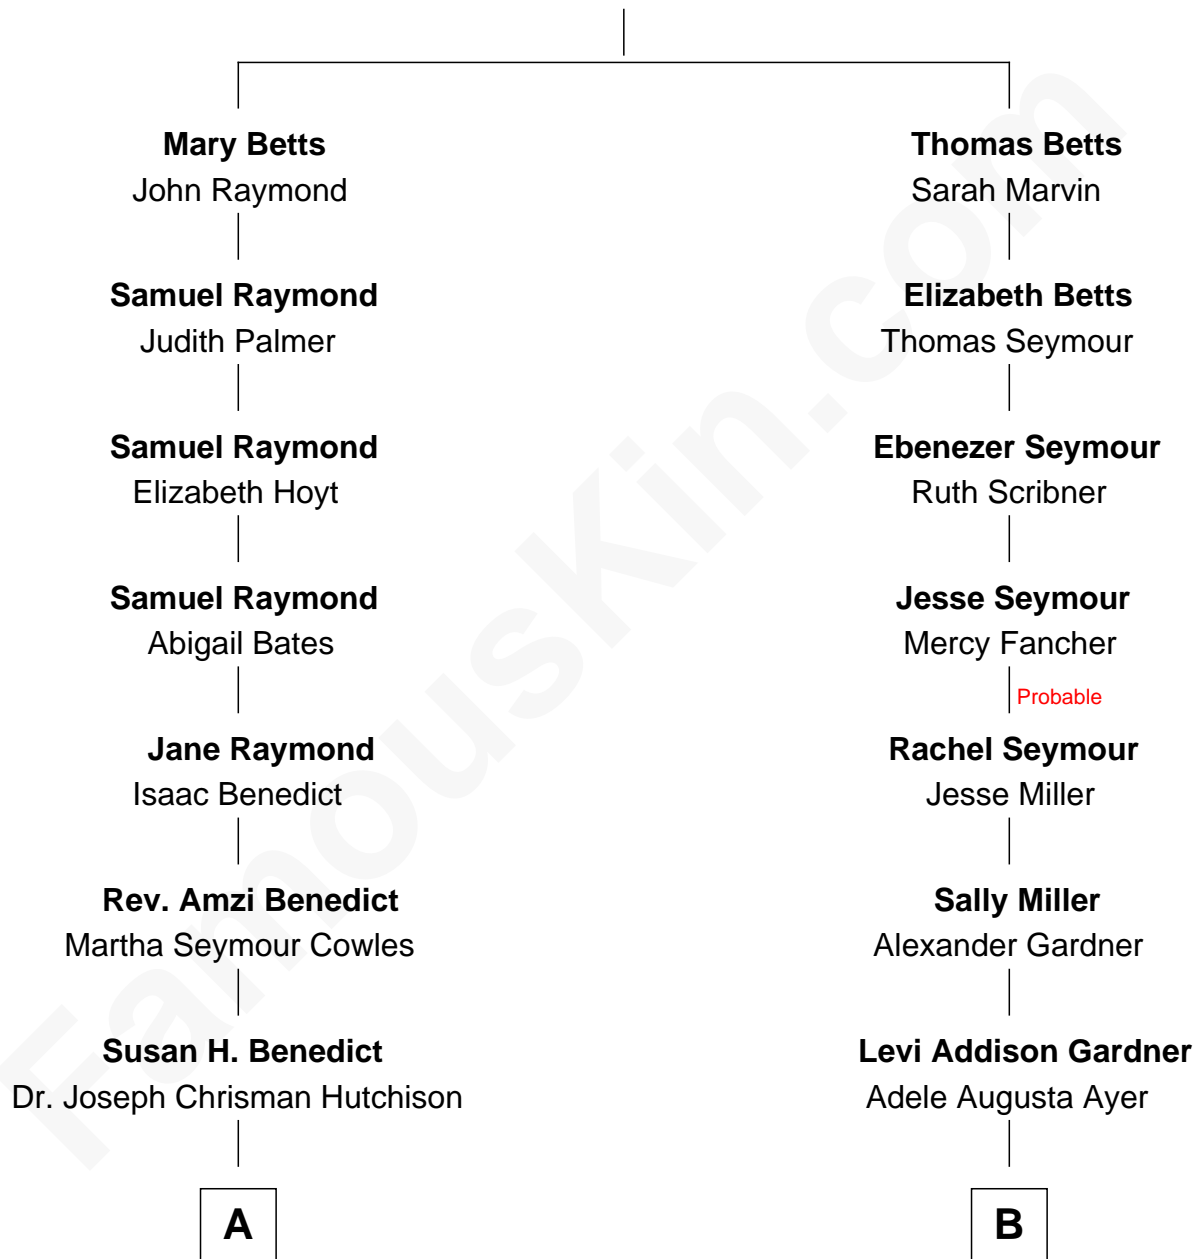 Mary Betts
John Raymond
Samuel Raymond
Judith Palmer
Samuel Raymond
Elizabeth Hoyt
Samuel Raymond
Abigail Bates
Jane Raymond
Isaac Benedict
Rev. Amzi Benedict
Martha Seymour Cowles
Susan H. Benedict
Dr. Joseph Chrisman Hutchison
A
Thomas Betts
Sarah Marvin
Elizabeth Betts
Thomas Seymour
Ebenezer Seymour
Ruth Scribner
Jesse Seymour
Mercy Fancher
Probable
Rachel Seymour
Jesse Miller
Sally Miller
Alexander Gardner
Levi Addison Gardner
Adele Augusta Ayer
B
FamousKin.com